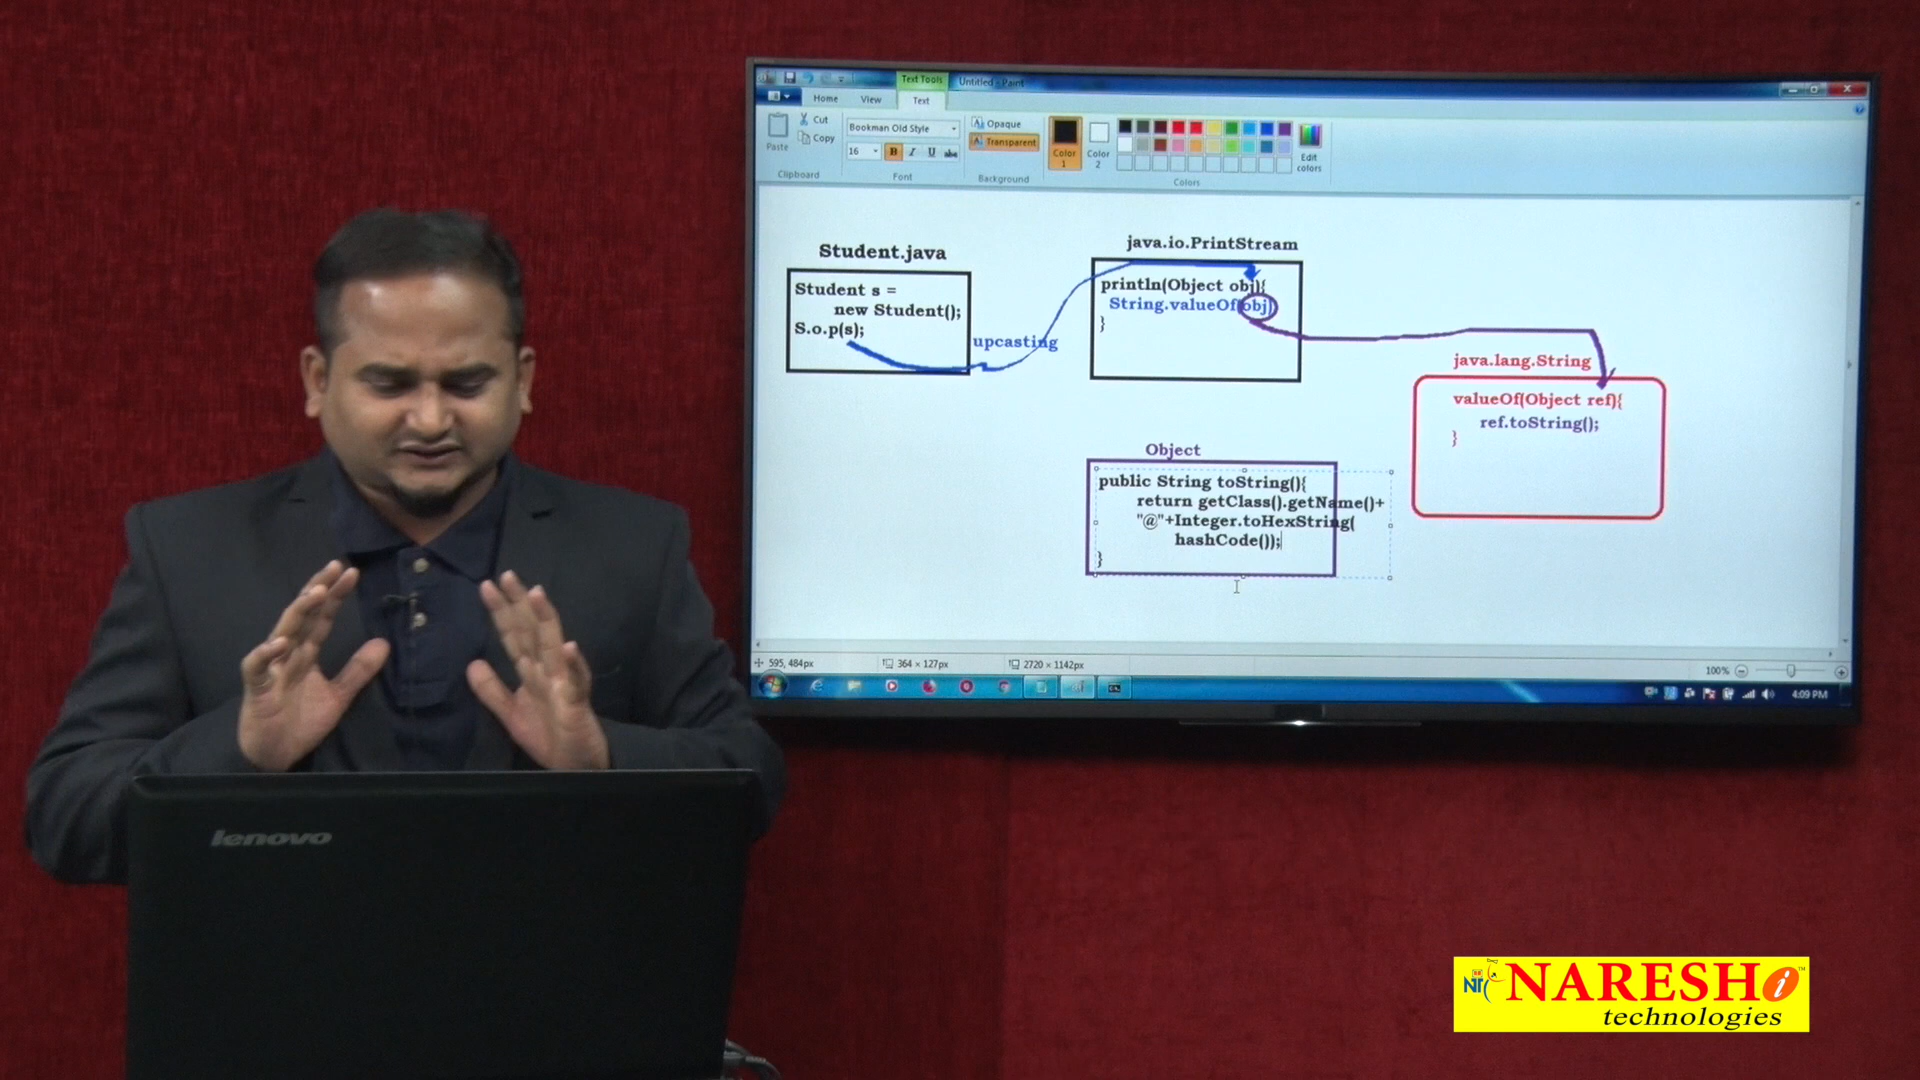 Text Tools
Untitled - Paint
Home
View
Text
Paste
Cut
Copy
Clipboard
Bookman Old Style
16
B I U abc
Font
Opaque
Transparent
Background
Color 1
Color 2
Edit colors
Colors
Student.java
Student s =
new Student();
S.o.p(s);
upcasting
java.io.PrintStream
println(Object obj){
String.valueOf(obj)
}
java.lang.String
valueOf(Object ref){
ref.toString();
}
Object
public String toString(){
return getClass().getName()+
"@"+Integer.toHexString(
hashCode());
}
595, 484px
364 × 127px
2720 × 1142px
100%
4:09 PM
lenovo
NARESH i
technologies